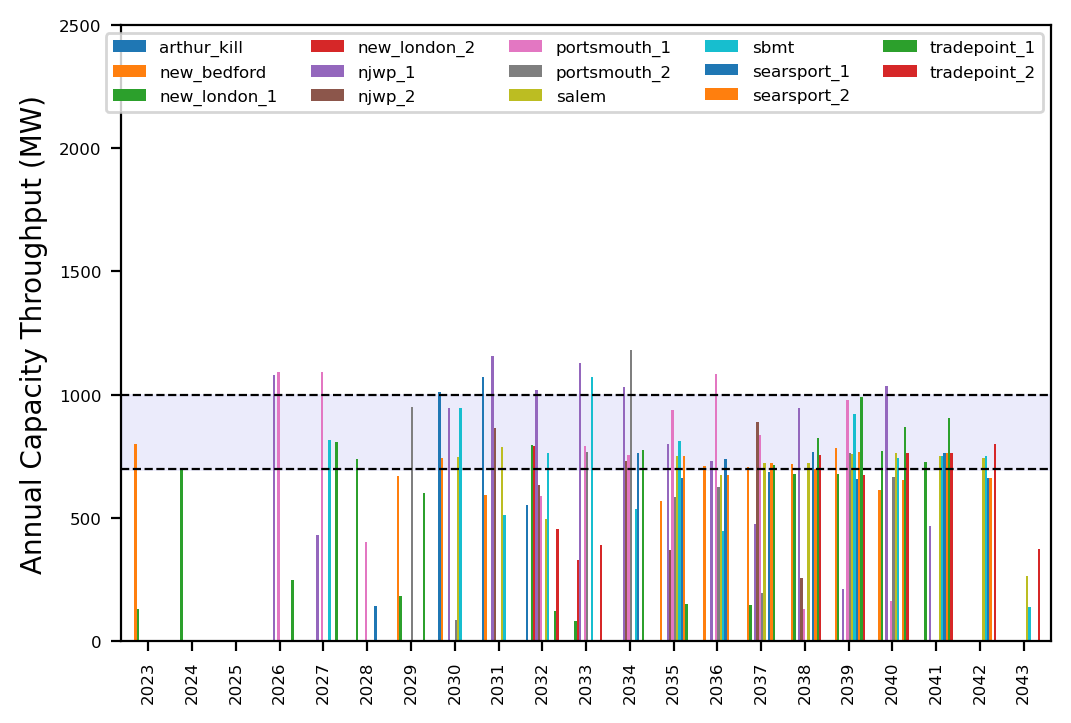 2500
2000
1500
1000
500
0
Annual Capacity Throughput (MW)
arthur_kill
new_bedford
new_london_1
new_london_2
njwp_1
njwp_2
portsmouth_1
portsmouth_2
salem
sbmt
searsport_1
searsport_2
tradepoint_1
tradepoint_2
2023
2024
2025
2026
2027
2028
2029
2030
2031
2032
2033
2034
2035
2036
2037
2038
2039
2040
2041
2042
2043